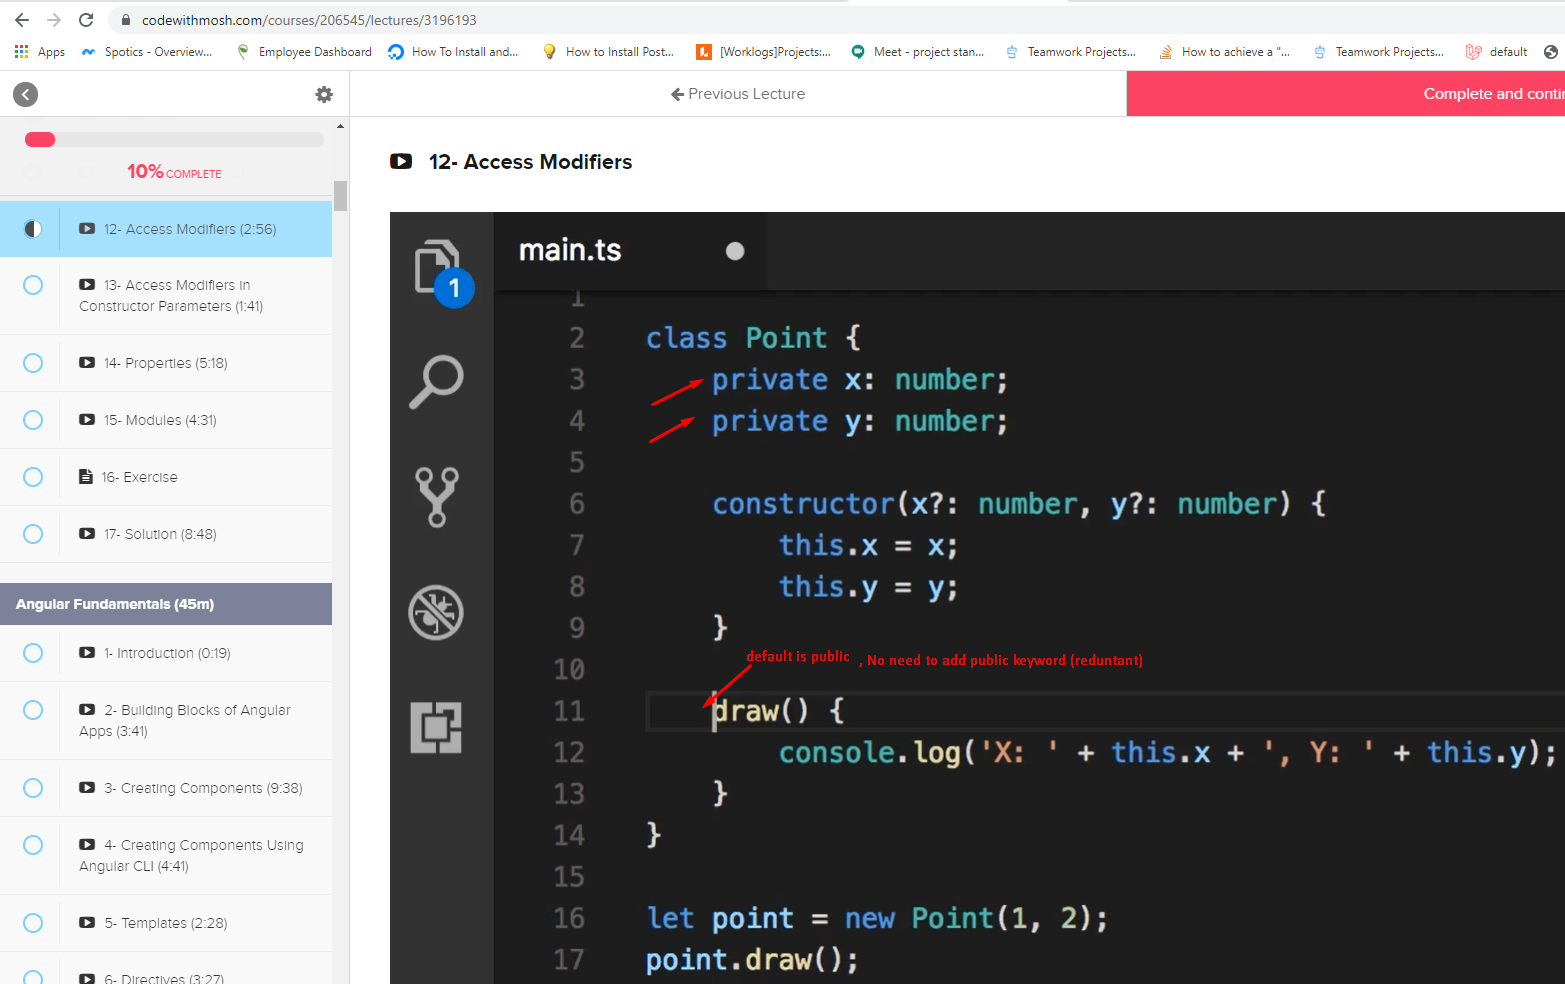 codewithmosh.com/courses/206545/lectures/3196193
Apps Spotics - Overview... Employee Dashboard How To Install and... How to Install Post... [Worklogs]Projects:... Meet - project stan... Teamwork Projects... How to achieve a "... Teamwork Projects... default
Previous Lecture
Complete and contin
10% COMPLETE
12- Access Modifiers (2:56)
13- Access Modifiers in
Constructor Parameters (1:41)
14- Properties (5:18)
15- Modules (4:31)
16- Exercise
17- Solution (8:48)
Angular Fundamentals (45m)
1- Introduction (0:19)
2- Building Blocks of Angular
Apps (3:41)
3- Creating Components (9:38)
4- Creating Components Using
Angular CLI (4:41)
5- Templates (2:28)
6- Directives (3:27)
12- Access Modifiers
main.ts
1
1
2 class Point {
3 private x: number;
4 private y: number;
5
6 constructor(x?: number, y?: number) {
7 this.x = x;
8 this.y = y;
9 }
default is public , No need to add public keyword (reduntant)
10
11 draw() {
12 console.log('X: ' + this.x + ', Y: ' + this.y);
13 }
14 }
15
16 let point = new Point(1, 2);
17 point.draw();